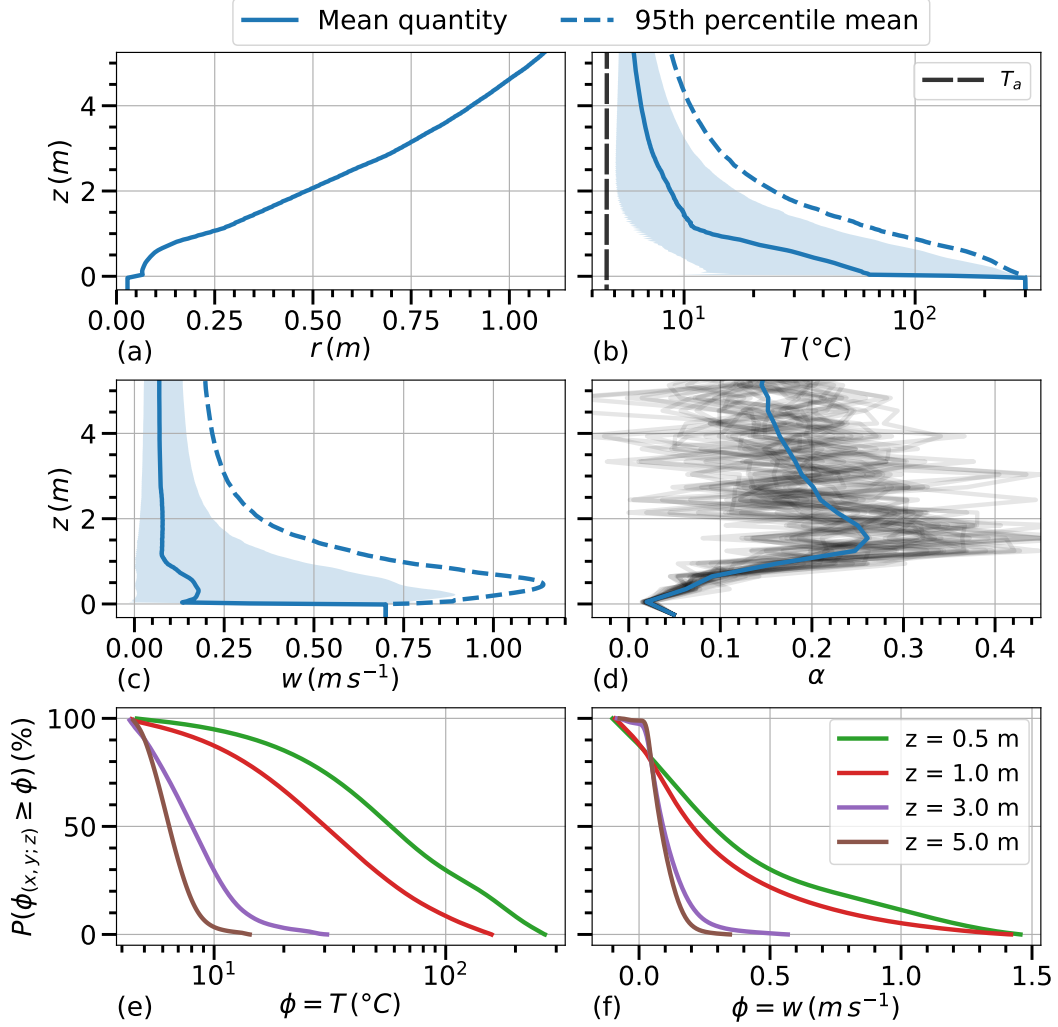 Mean quantity 95th percentile mean
z (m)
4
2
0
0.00 0.25 0.50 0.75 1.00
(a) r (m)
T_a
10^1 10^2
(b) T (°C)
z (m)
4
2
0
0.00 0.25 0.50 0.75 1.00
(c) w (m s^{-1})
0.0 0.1 0.2 0.3 0.4
(d) α
P(ϕ_{(x, y; z)} ≥ ϕ) (%)
100
50
0
10^1 10^2
(e) ϕ = T (°C)
z = 0.5 m
z = 1.0 m
z = 3.0 m
z = 5.0 m
0.0 0.5 1.0 1.5
(f) ϕ = w (m s^{-1})